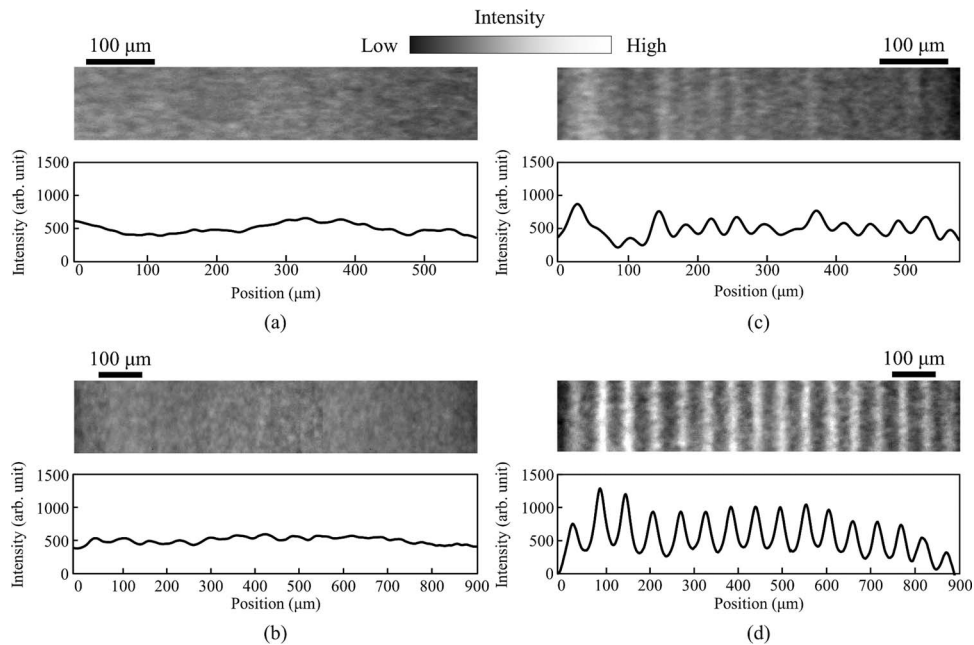 Intensity
Low High
100 μm
Intensity (arb. unit)
1500
1000
500
0
0 100 200 300 400 500
Position (μm)
(a)
100 μm
Intensity (arb. unit)
1500
1000
500
0
0 100 200 300 400 500
Position (μm)
(c)
100 μm
Intensity (arb. unit)
1500
1000
500
0
0 100 200 300 400 500 600 700 800 900
Position (μm)
(b)
100 μm
Intensity (arb. unit)
1500
1000
500
0
0 100 200 300 400 500 600 700 800 900
Position (μm)
(d)